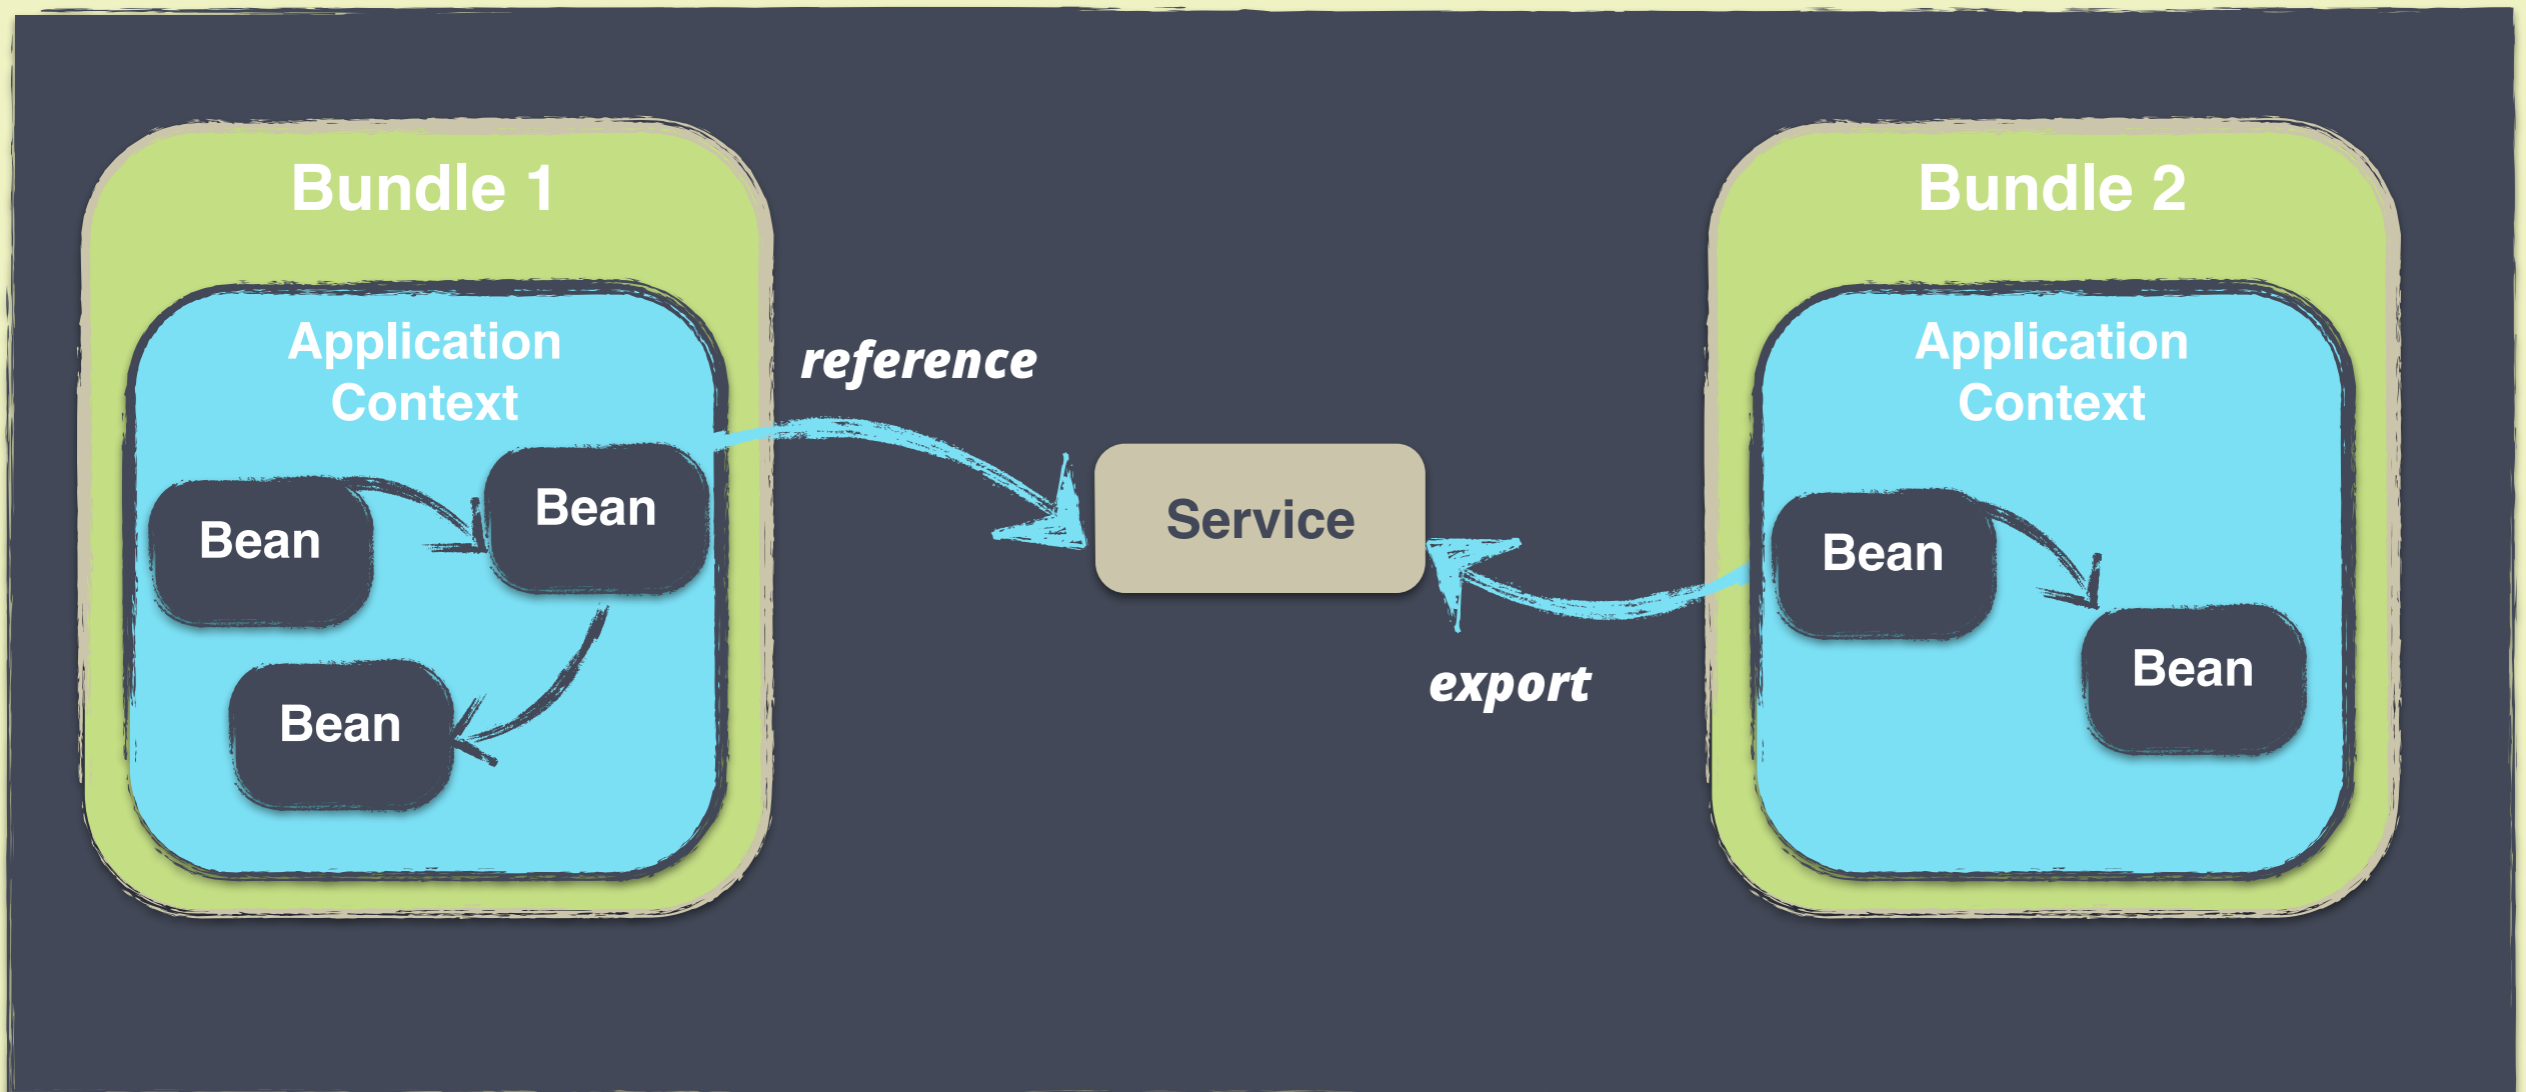 Bundle 1
Application
Context
Bean
Bean
Bean
reference
Service
export
Bundle 2
Application
Context
Bean
Bean